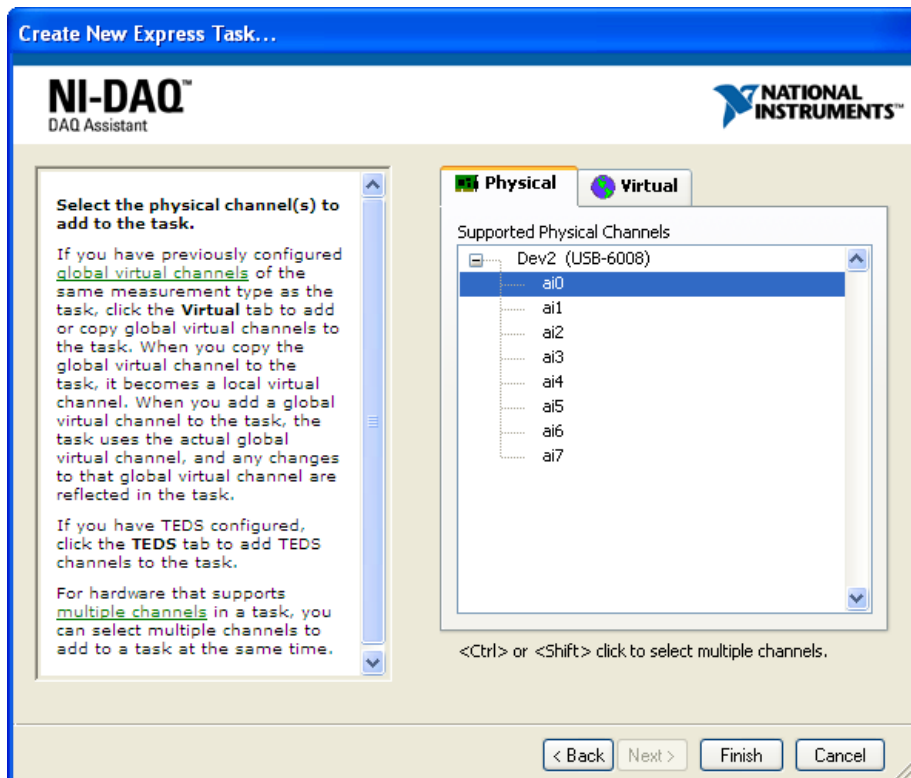 Create New Express Task...
NI-DAQ™
DAQ Assistant
NATIONAL
INSTRUMENTS™
Select the physical channel(s) to
add to the task.
If you have previously configured
global virtual channels of the
same measurement type as the
task, click the Virtual tab to add
or copy global virtual channels to
the task. When you copy the
global virtual channel to the
task, it becomes a local virtual
channel. When you add a global
virtual channel to the task, the
task uses the actual global
virtual channel, and any changes
to that global virtual channel are
reflected in the task.
If you have TEDS configured,
click the TEDS tab to add TEDS
channels to the task.
For hardware that supports
multiple channels in a task, you
can select multiple channels to
add to a task at the same time.
Physical
Virtual
Supported Physical Channels
Dev2 (USB-6008)
ai0
ai1
ai2
ai3
ai4
ai5
ai6
ai7
<Ctrl> or <Shift> click to select multiple channels.
< Back Next > Finish Cancel